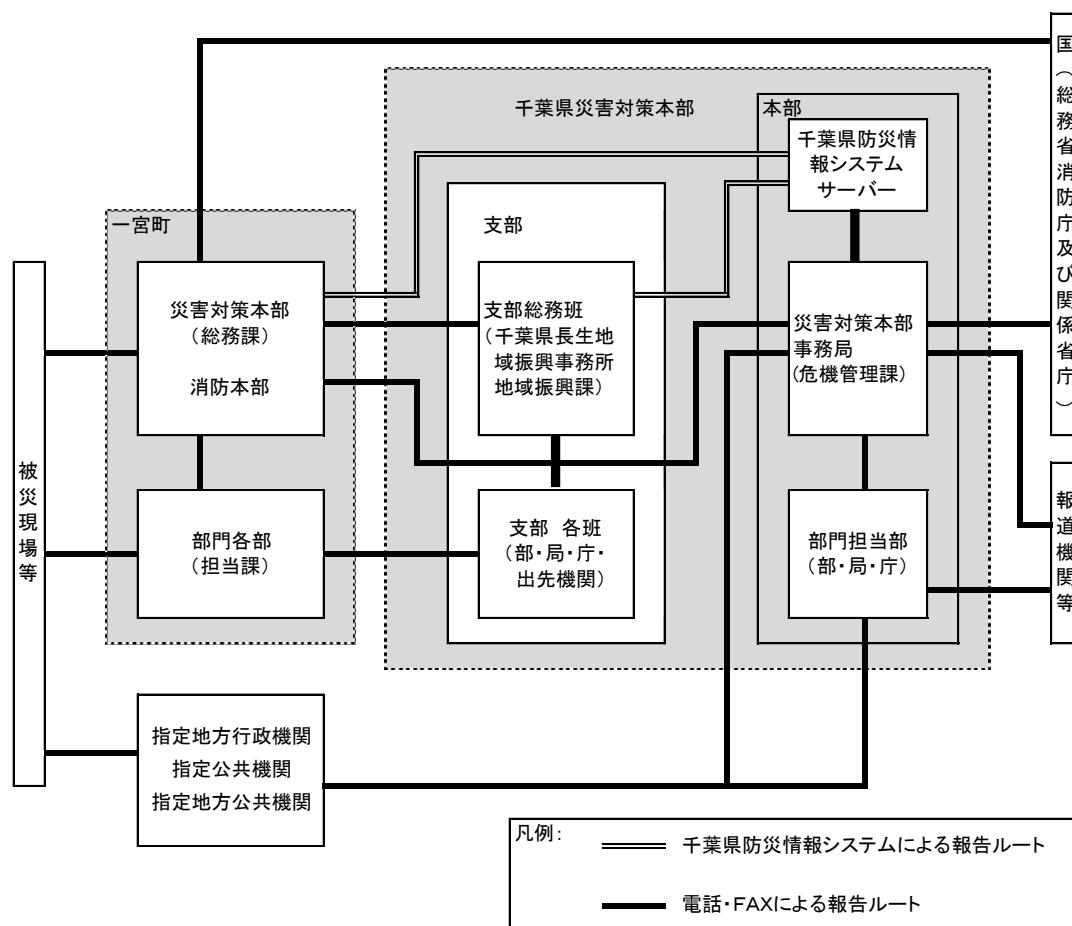 千葉県災害対策本部
本部
千葉県防災情
報システム
サーバー
国（総務省消防庁及び関係省庁）
一宮町
支部
災害対策本部
（総務課）
消防本部
支部総務班
（千葉県長生地
域振興事務所
地域振興課）
災害対策本部
事務局
（危機管理課）
被災現場等
部門各部
（担当課）
支部 各班
（部・局・庁・
出先機関）
部門担当部
（部・局・庁）
報道機関等
指定地方行政機関
指定公共機関
指定地方公共機関
凡例：
千葉県防災情報システムによる報告ルート
電話・FAXによる報告ルート